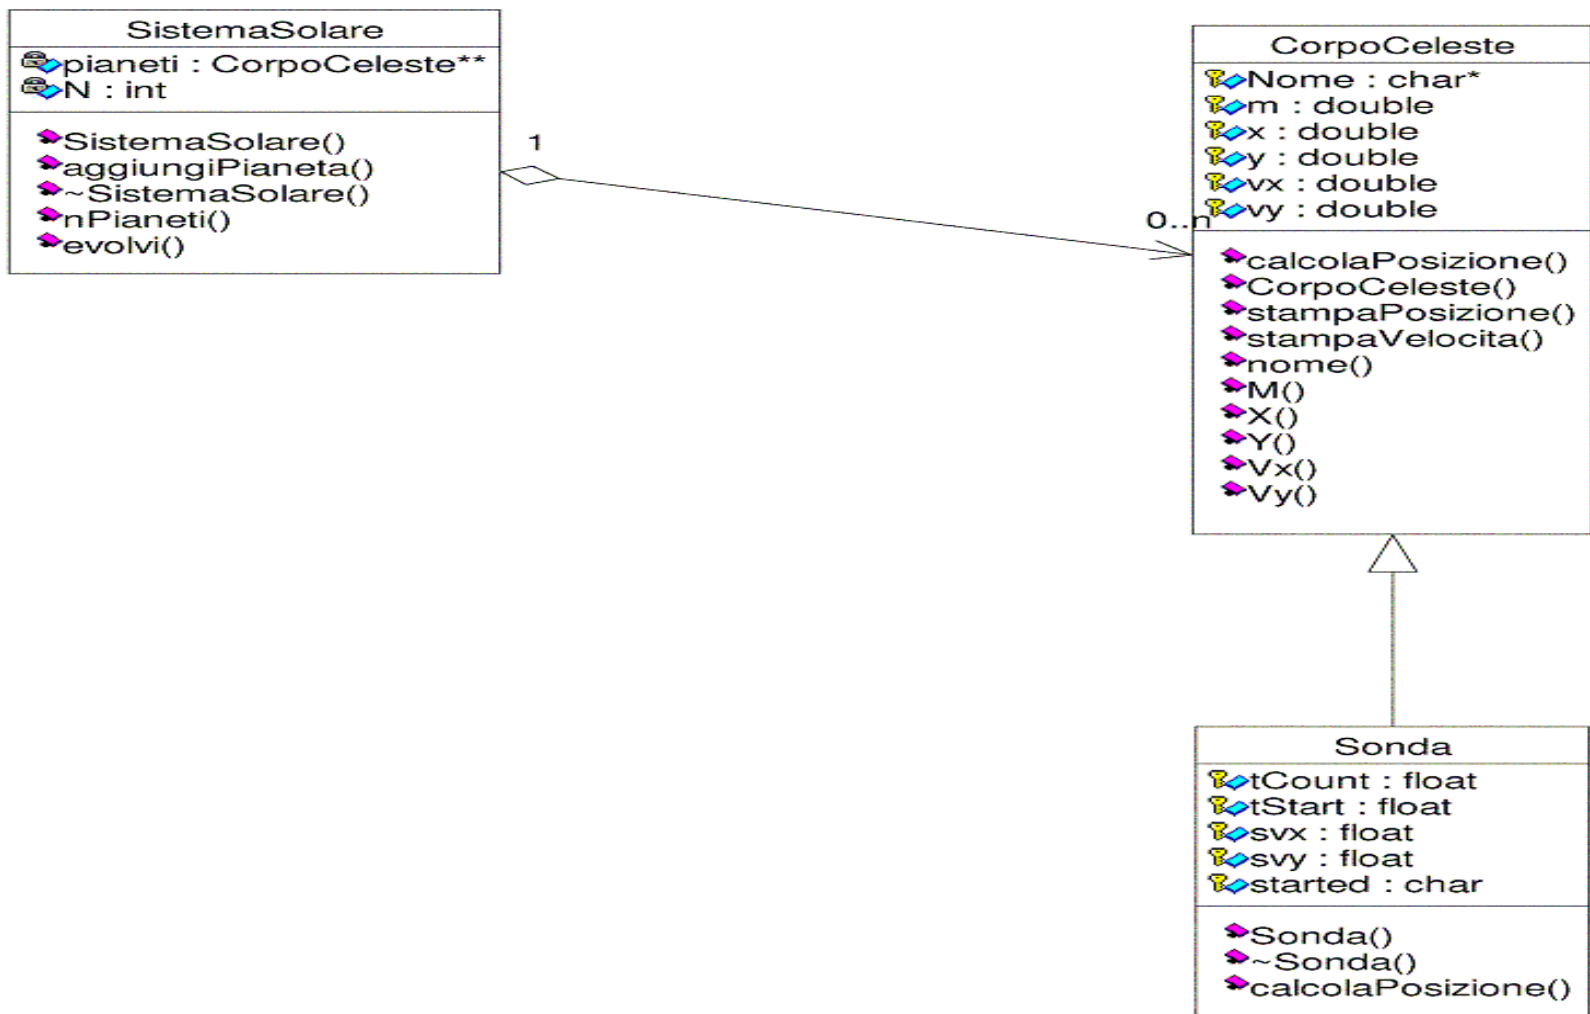 SistemaSolare
pianeti : CorpoCeleste**
N : int
SistemaSolare()
aggiungiPianeta()
~SistemaSolare()
nPianeti()
evolvi()
1
0..n
CorpoCeleste
Nome : char*
m : double
x : double
y : double
vx : double
vy : double
calcolaPosizione()
CorpoCeleste()
stampaPosizione()
stampaVelocita()
nome()
M()
X()
Y()
Vx()
Vy()
Sonda
tCount : float
tStart : float
svx : float
svy : float
started : char
Sonda()
~Sonda()
calcolaPosizione()